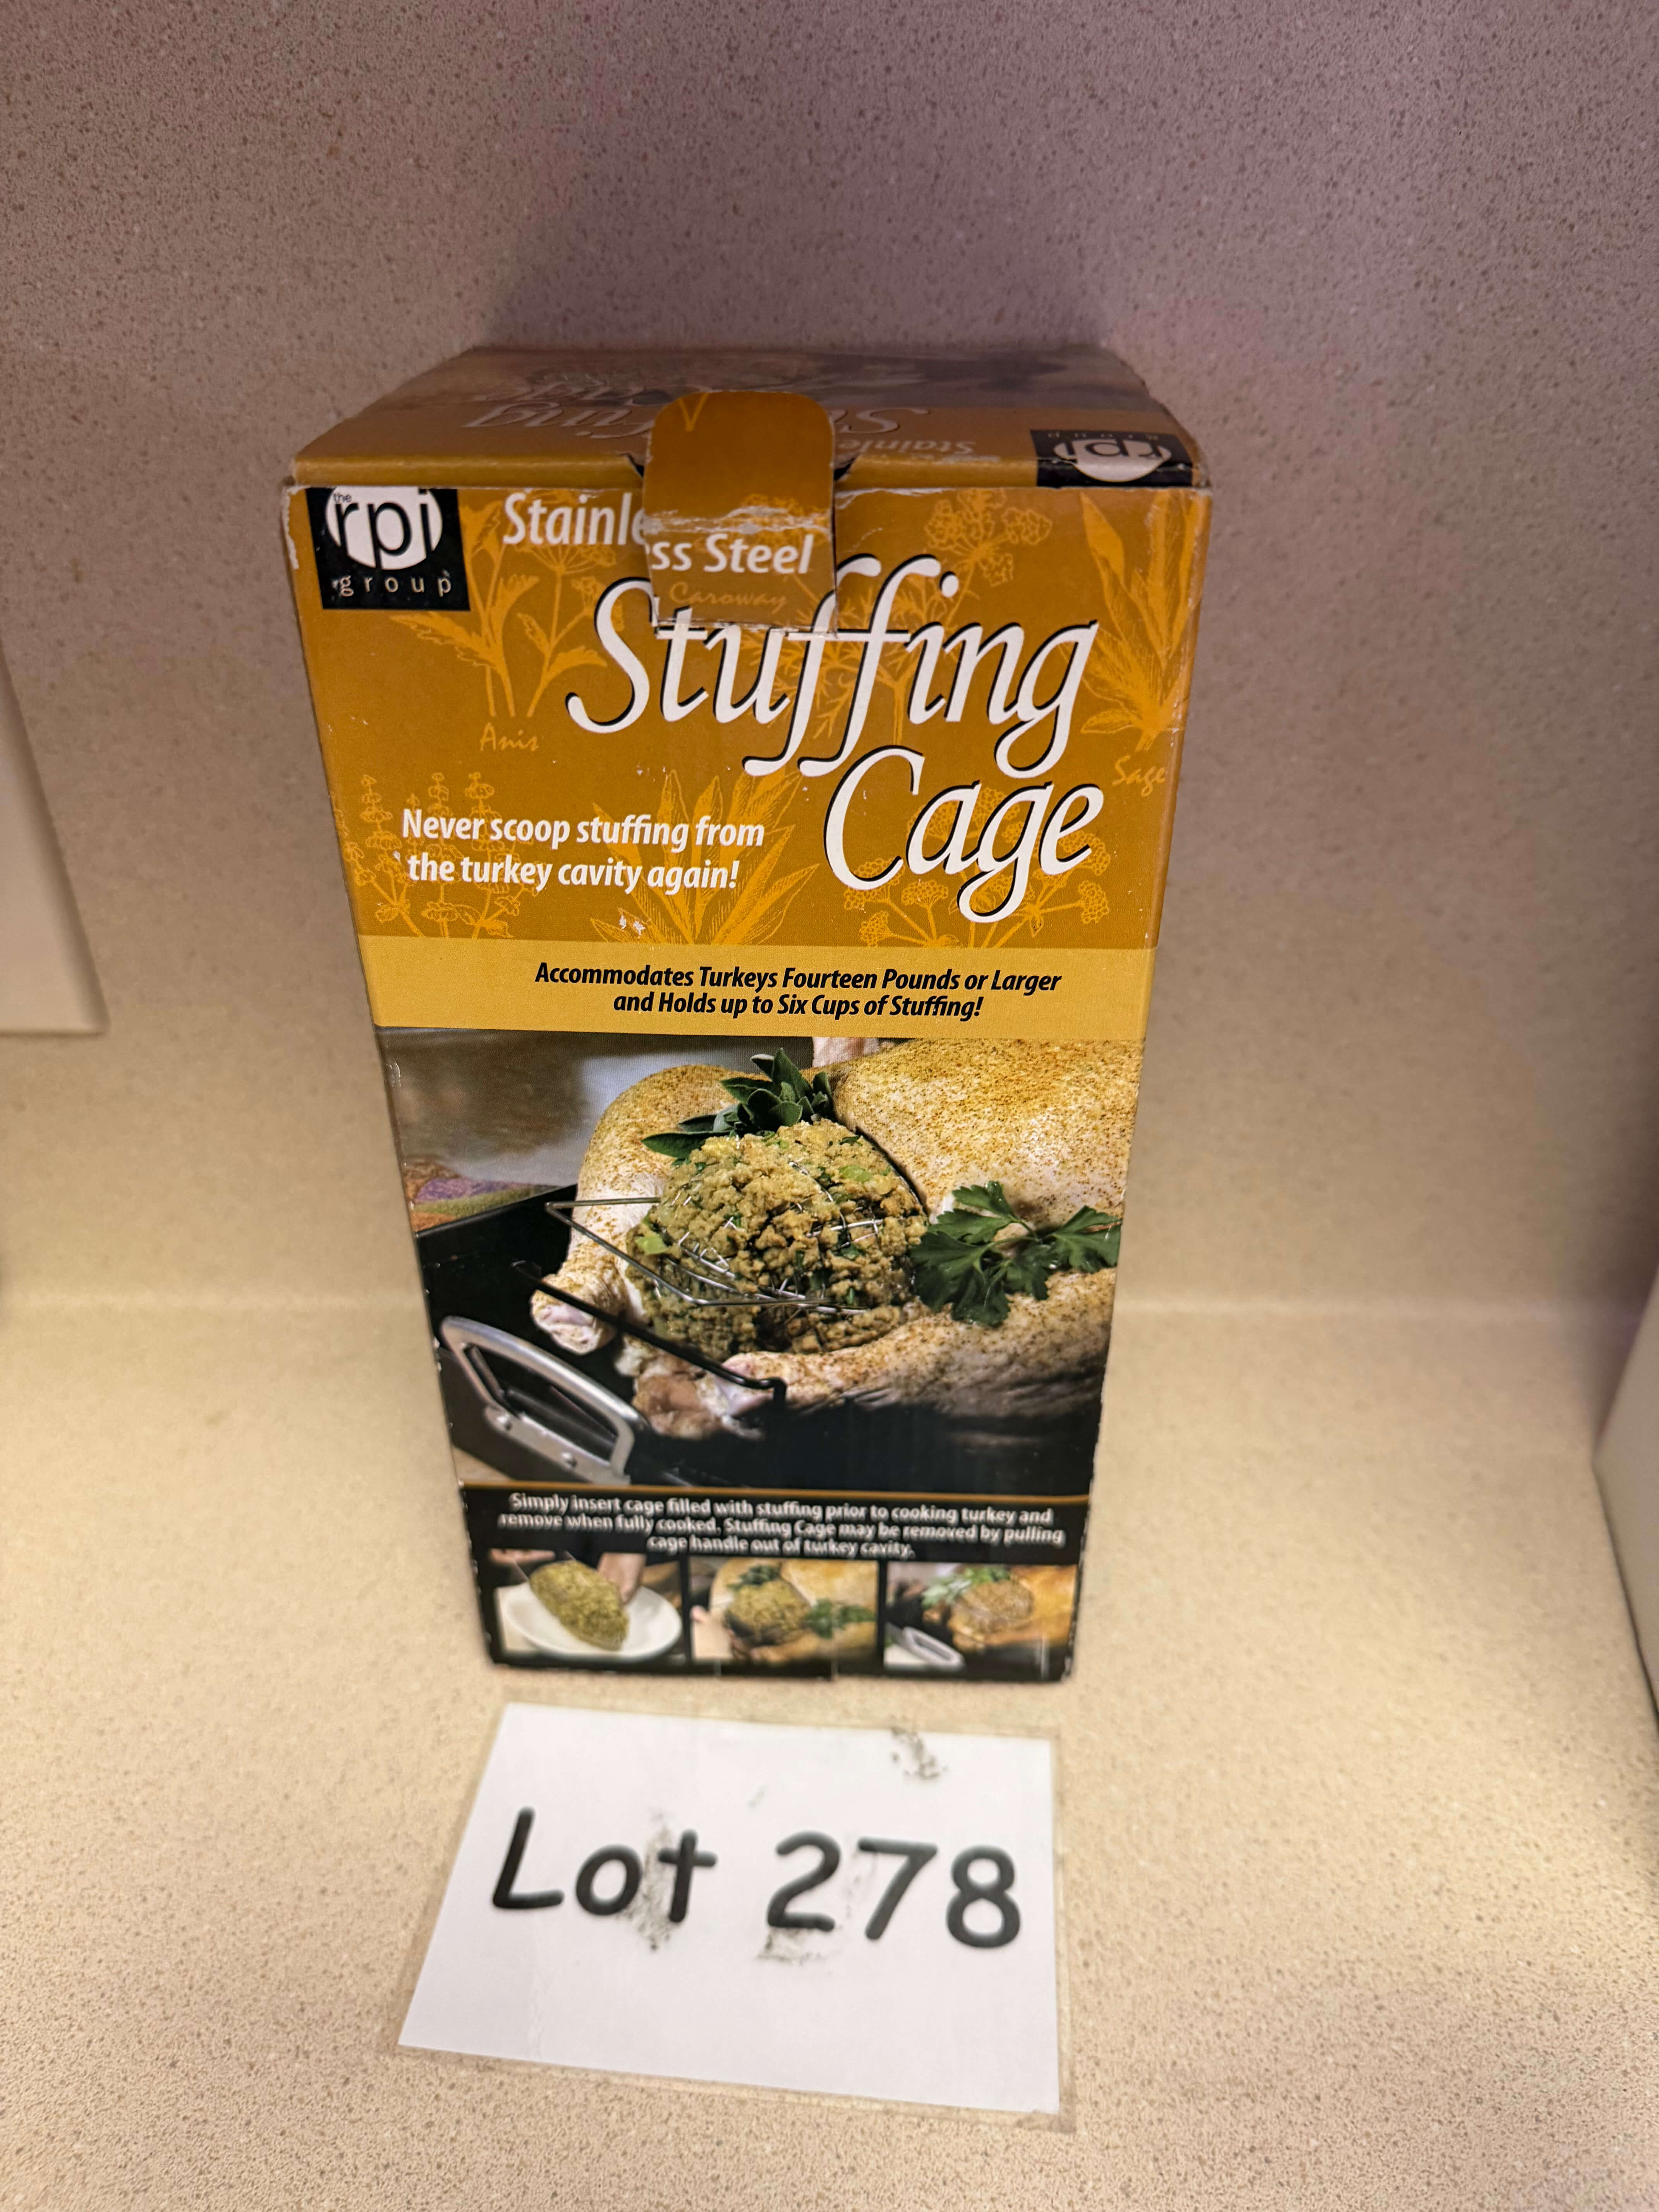 the
rpi
group
Stainless Steel
Caroway
Stuffing
Cage
Anis
Sage
Never scoop stuffing from
the turkey cavity again!
Accommodates Turkeys Fourteen Pounds or Larger
and Holds up to Six Cups of Stuffing!
Simply insert cage filled with stuffing prior to cooking turkey and
remove when fully cooked. Stuffing Cage may be removed by pulling
cage handle out of turkey cavity.
Lot 278